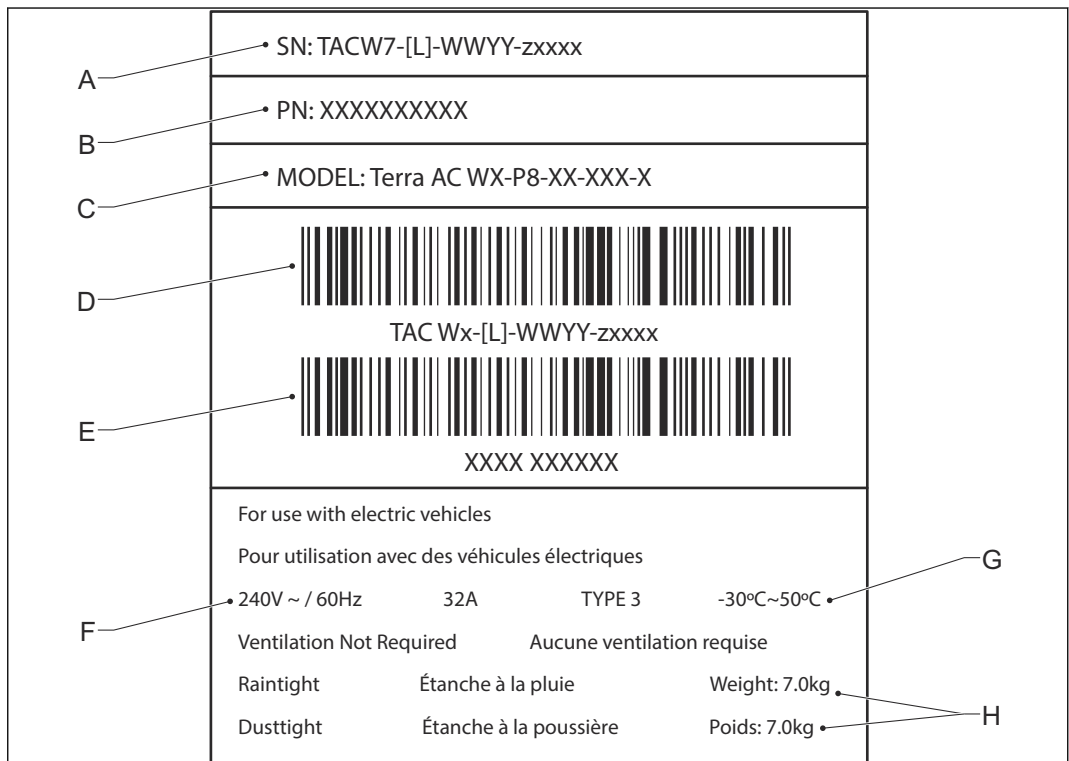 A
SN: TACW7-[L]-WWYY-zxxxx
B
PN: XXXXXXXXXX
C
MODEL: Terra AC WX-P8-XX-XXX-X
D
TAC Wx-[L]-WWYY-zxxxx
E
XXXX XXXXXX
For use with electric vehicles
Pour utilisation avec des véhicules électriques
G
F
240V ~ / 60Hz 32A TYPE 3 -30ºC~50ºC
Ventilation Not Required Aucune ventilation requise
Raintight Étanche à la pluie Weight: 7.0kg
H
Dusttight Étanche à la poussière Poids: 7.0kg